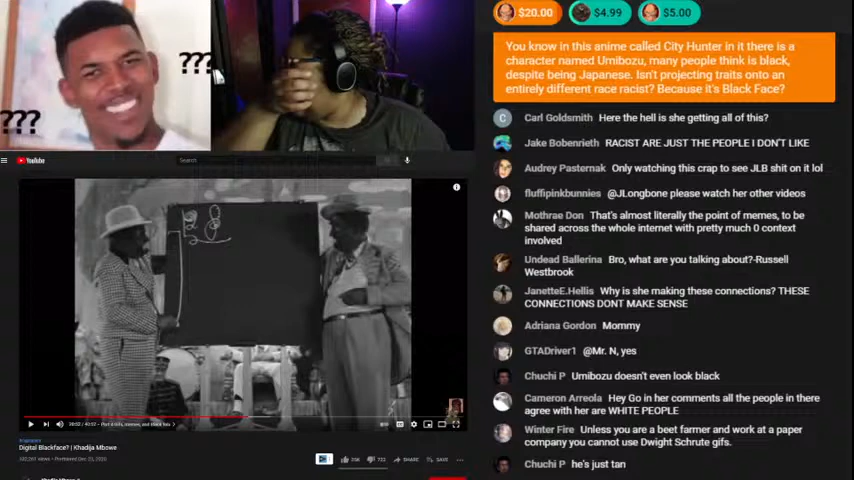 $20.00 $4.99 $5.00
You know in this anime called City Hunter in it there is a
character named Umibozu, many people think is black,
despite being Japanese. Isn't projecting traits onto an
entirely different race racist? Because it's Black Face?
???
???
C Carl Goldsmith Here the hell is she getting all of this?
Jake Bobenrieth RACIST ARE JUST THE PEOPLE I DON'T LIKE
YouTube
Search
Audrey Pasternak Only watching this crap to see JLB shit on it lol
fluffipinkbunnies @JLongbone please watch her other videos
Mothrae Don That's almost literally the point of memes, to be
shared across the whole internet with pretty much 0 context
involved
Undead Ballerina Bro, what are you talking about?-Russell
Westbrook
JanetteE.Hellis Why is she making these connections? THESE
CONNECTIONS DONT MAKE SENSE
Adriana Gordon Mommy
GTADriver1 @Mr. N, yes
Chuchi P Umibozu doesn't even look black
Cameron Arreola Hey Go in her comments all the people in there
agree with her are WHITE PEOPLE
Winter Fire Unless you are a beet farmer and work at a paper
company you cannot use Dwight Schrute gifs.
Chuchi P he's just tan
Digital Blackface? | Khadija Mbowe
SHARE
SAVE